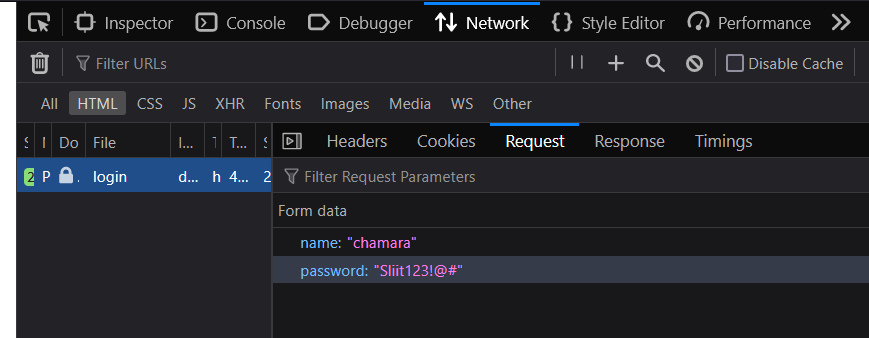 Inspector Console Debugger Network Style Editor Performance
Filter URLs Disable Cache
All HTML CSS JS XHR Fonts Images Media WS Other
S I Do File I... T T... S Headers Cookies Request Response Timings
2 P . login d... h 4... 2 Filter Request Parameters
Form data
name: "chamara"
password: "Sliit123!@#"